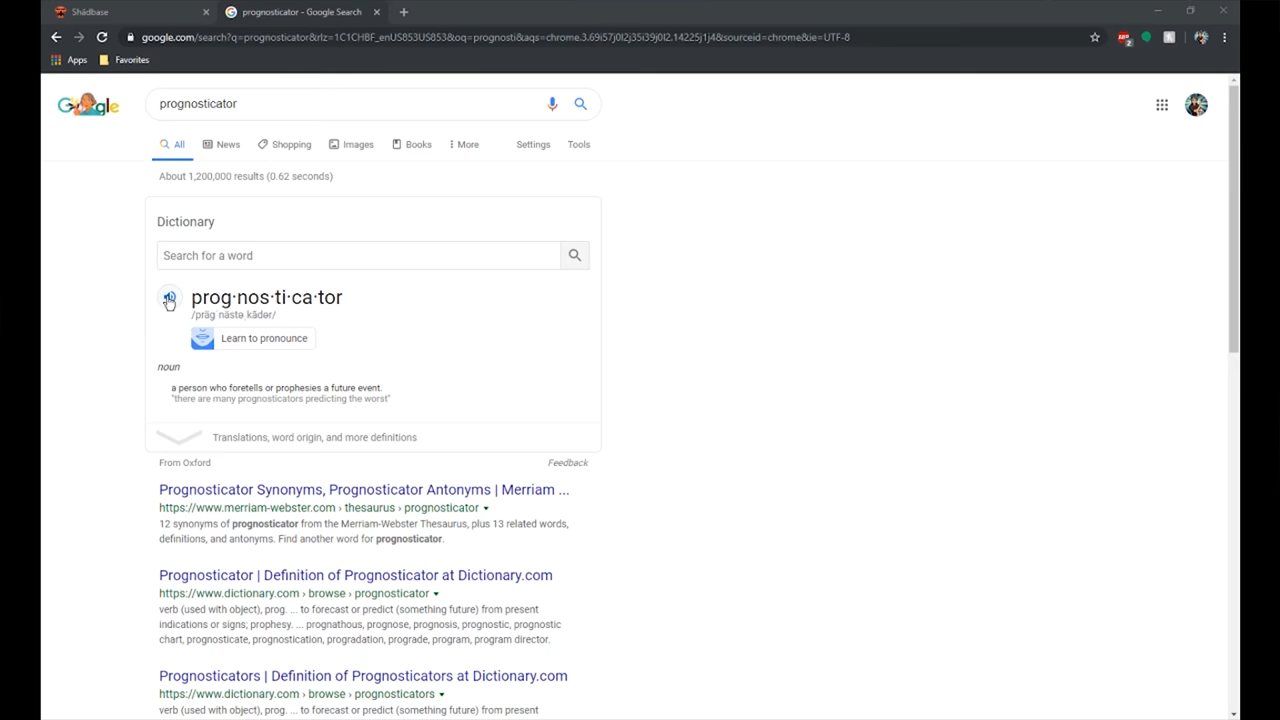 Shädbase
prognosticator - Google Search
google.com/search?q=prognosticator&rlz=1C1CHBF_enUS853US853&oq=prognosti&aqs=chrome.3.69i57j0l2j35i39j0l2.14225j1j4&sourceid=chrome&ie=UTF-8
Apps Favorites
Google
prognosticator
All News Shopping Images Books More Settings Tools
About 1,200,000 results (0.62 seconds)
Dictionary
Search for a word
prog·nos·ti·ca·tor
/präɡˈnästəˌkādər/
Learn to pronounce
noun
a person who foretells or prophesies a future event.
"there are many prognosticators predicting the worst"
Translations, word origin, and more definitions
From Oxford Feedback
Prognosticator Synonyms, Prognosticator Antonyms | Merriam ...
https://www.merriam-webster.com › thesaurus › prognosticator
12 synonyms of prognosticator from the Merriam-Webster Thesaurus, plus 13 related words,
definitions, and antonyms. Find another word for prognosticator.
Prognosticator | Definition of Prognosticator at Dictionary.com
https://www.dictionary.com › browse › prognosticator
verb (used with object), prog. ... to forecast or predict (something future) from present
indications or signs; prophesy. ... prognathous, prognose, prognosis, prognostic, prognostic
chart, prognosticate, prognostication, progradation, prograde, program, program director.
Prognosticators | Definition of Prognosticators at Dictionary.com
https://www.dictionary.com › browse › prognosticators
verb (used with object), prog. ... to forecast or predict (something future) from present